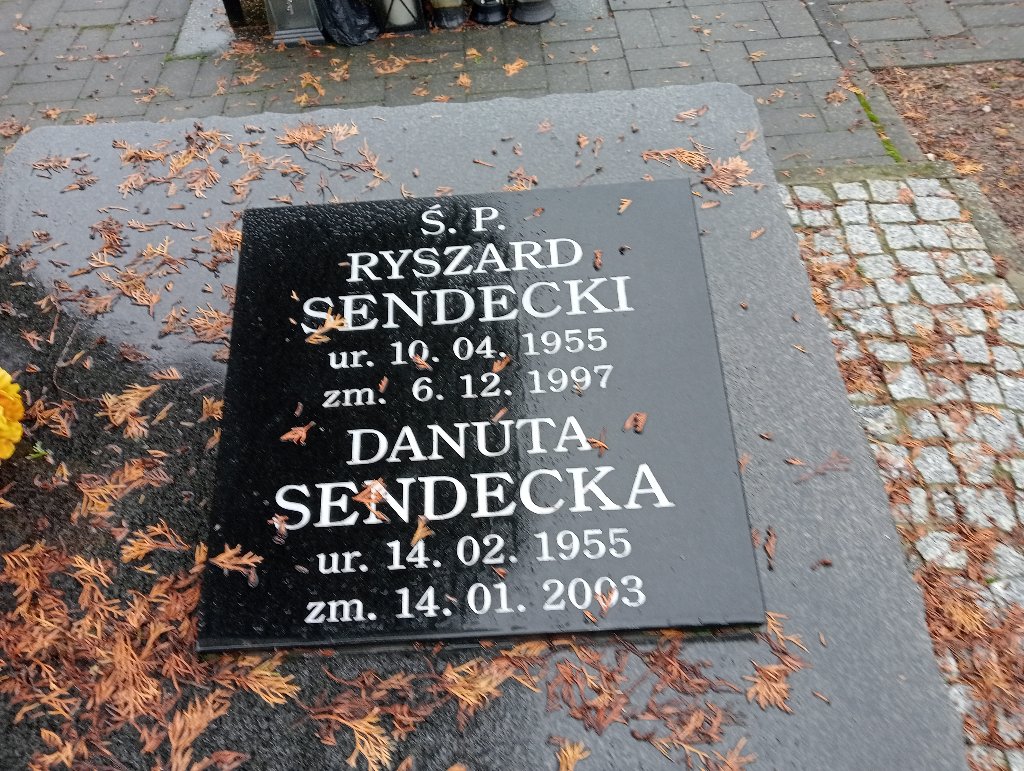 Ś. P.
RYSZARD
SENDECKI
ur. 10. 04. 1955
zm. 6. 12. 1997
DANUTA
SENDECKA
ur. 14. 02. 1955
zm. 14. 01. 2003